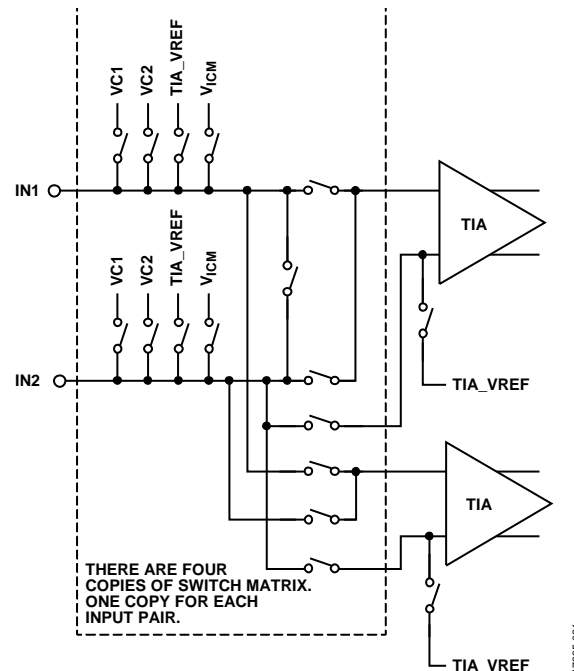 VC1
VC2
TIA_VREF
VICM
IN1
TIA
VC1
VC2
TIA_VREF
VICM
IN2
TIA_VREF
TIA
THERE ARE FOUR
COPIES OF SWITCH MATRIX.
ONE COPY FOR EACH
INPUT PAIR.
TIA_VREF